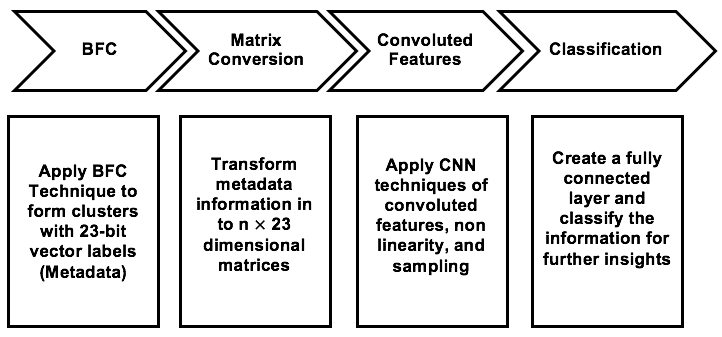 BFC
Matrix
Conversion
Convoluted
Features
Classification
Apply BFC
Technique to
form clusters
with 23-bit
vector labels
(Metadata)
Transform
metadata
information in
to n × 23
dimensional
matrices
Apply CNN
techniques of
convoluted
features, non
linearity, and
sampling
Create a fully
connected
layer and
classify the
information for
further insights